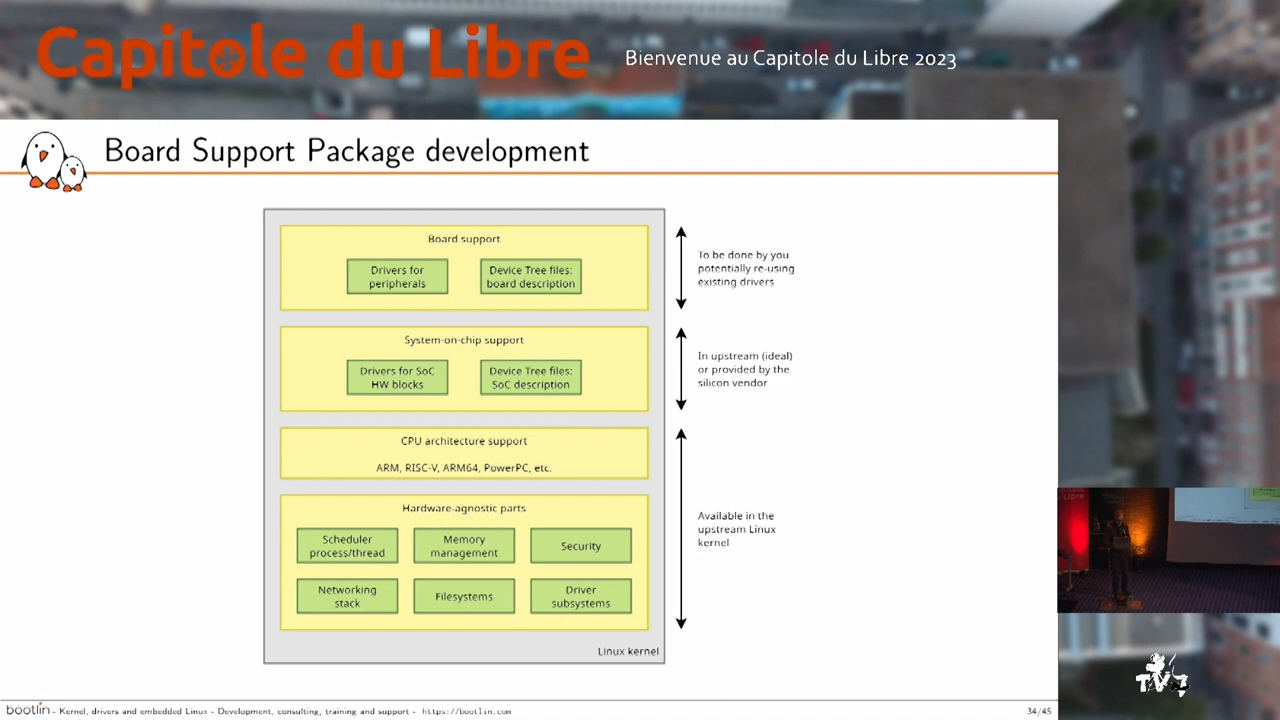 Capitole du Libre
Bienvenue au Capitole du Libre 2023
Board Support Package development
Board support
Drivers for
peripherals
Device Tree files:
board description
To be done by you
potentially re-using
existing drivers
System-on-chip support
Drivers for SoC
HW blocks
Device Tree files:
SoC description
In upstream (ideal)
or provided by the
silicon vendor
CPU architecture support
ARM, RISC-V, ARM64, PowerPC, etc.
Hardware-agnostic parts
Scheduler
process/thread
Memory
management
Security
Networking
stack
Filesystems
Driver
subsystems
Available in the
upstream Linux
kernel
Linux kernel
bootlin - Kernel, drivers and embedded Linux - Development, consulting, training and support - https://bootlin.com
34/45